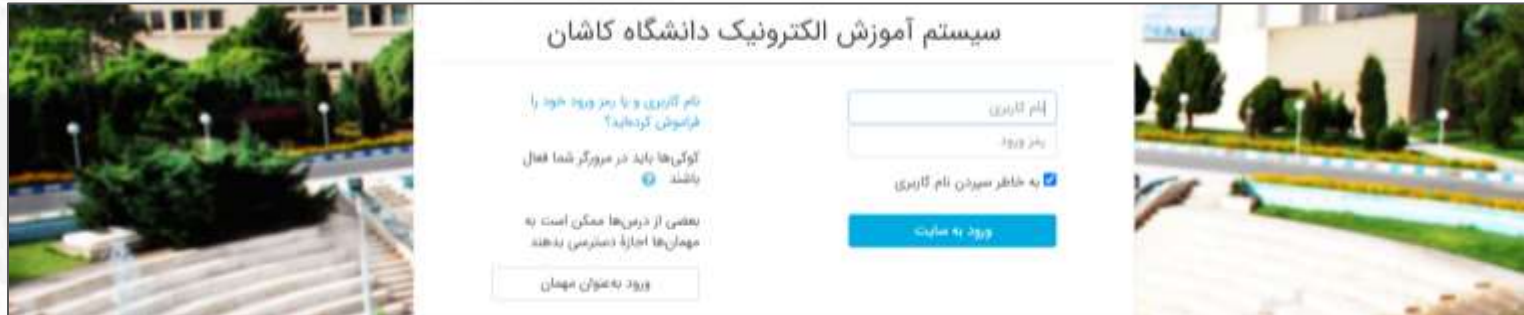 سیستم آموزش الکترونیک دانشگاه کاشان
نام کاربری
رمز ورود
به خاطر سپردن نام کاربری
ورود به سایت
نام کاربری و یا رمز ورود خود را
فراموش کرده‌اید؟
کوکی‌ها باید در مرورگر شما فعال
باشند
بعضی از درس‌ها ممکن است به
مهمان‌ها اجازهٔ دسترسی بدهند
ورود به‌عنوان مهمان